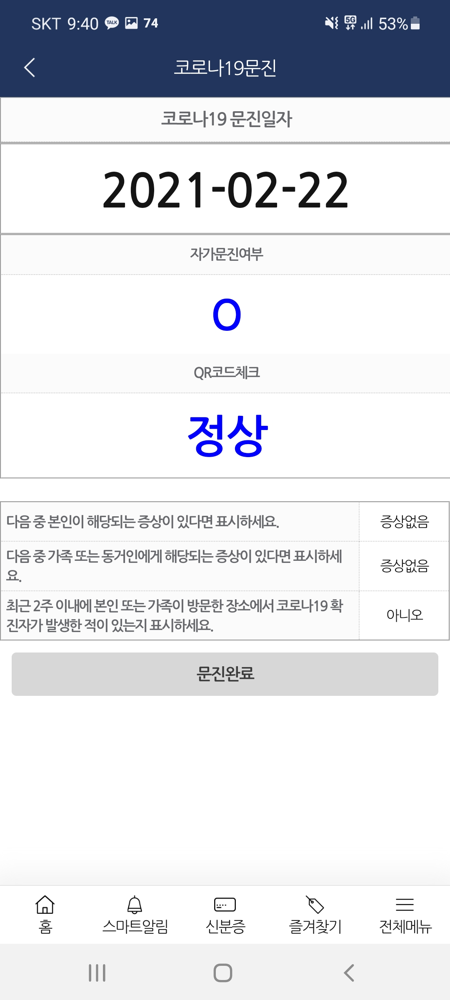 SKT 9:40 TALK 74 5G 53%
코로나19문진
코로나19 문진일자
2021-02-22
자가문진여부
O
QR코드체크
정상
다음 중 본인이 해당되는 증상이 있다면 표시하세요. 증상없음
다음 중 가족 또는 동거인에게 해당되는 증상이 있다면 표시하세
요. 증상없음
최근 2주 이내에 본인 또는 가족이 방문한 장소에서 코로나19 확
진자가 발생한 적이 있는지 표시하세요. 아니오
문진완료
홈 스마트알림 신분증 즐겨찾기 전체메뉴